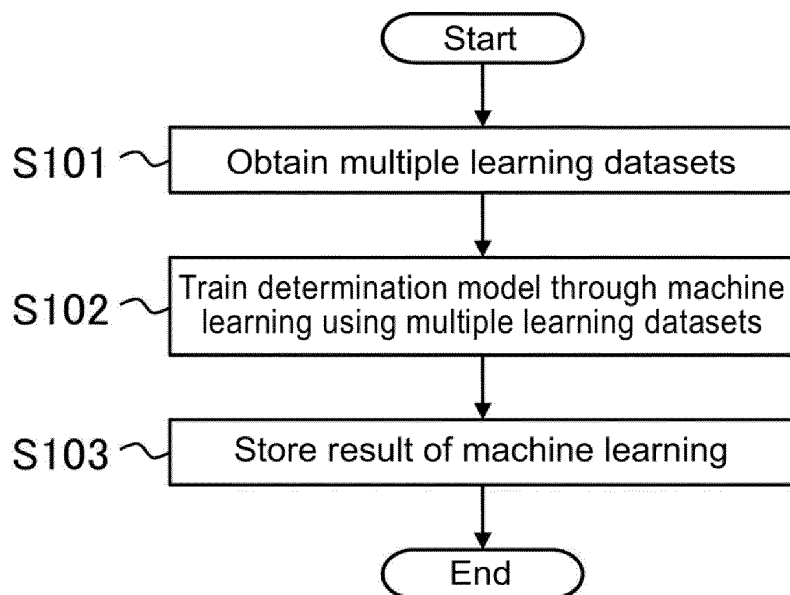 Start
S101
Obtain multiple learning datasets
S102
Train determination model through machine
learning using multiple learning datasets
S103
Store result of machine learning
End